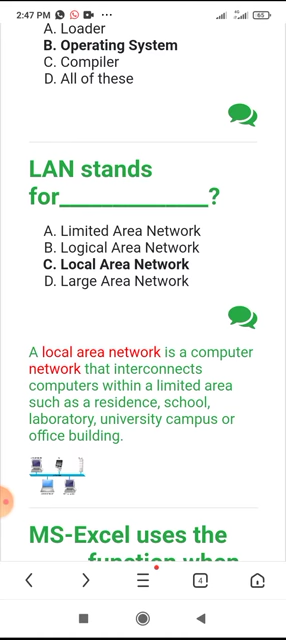 2:47 PM
65
A. Loader
B. Operating System
C. Compiler
D. All of these
LAN stands
for____________?
A. Limited Area Network
B. Logical Area Network
C. Local Area Network
D. Large Area Network
A local area network is a computer
network that interconnects
computers within a limited area
such as a residence, school,
laboratory, university campus or
office building.
MS-Excel uses the
function when
4